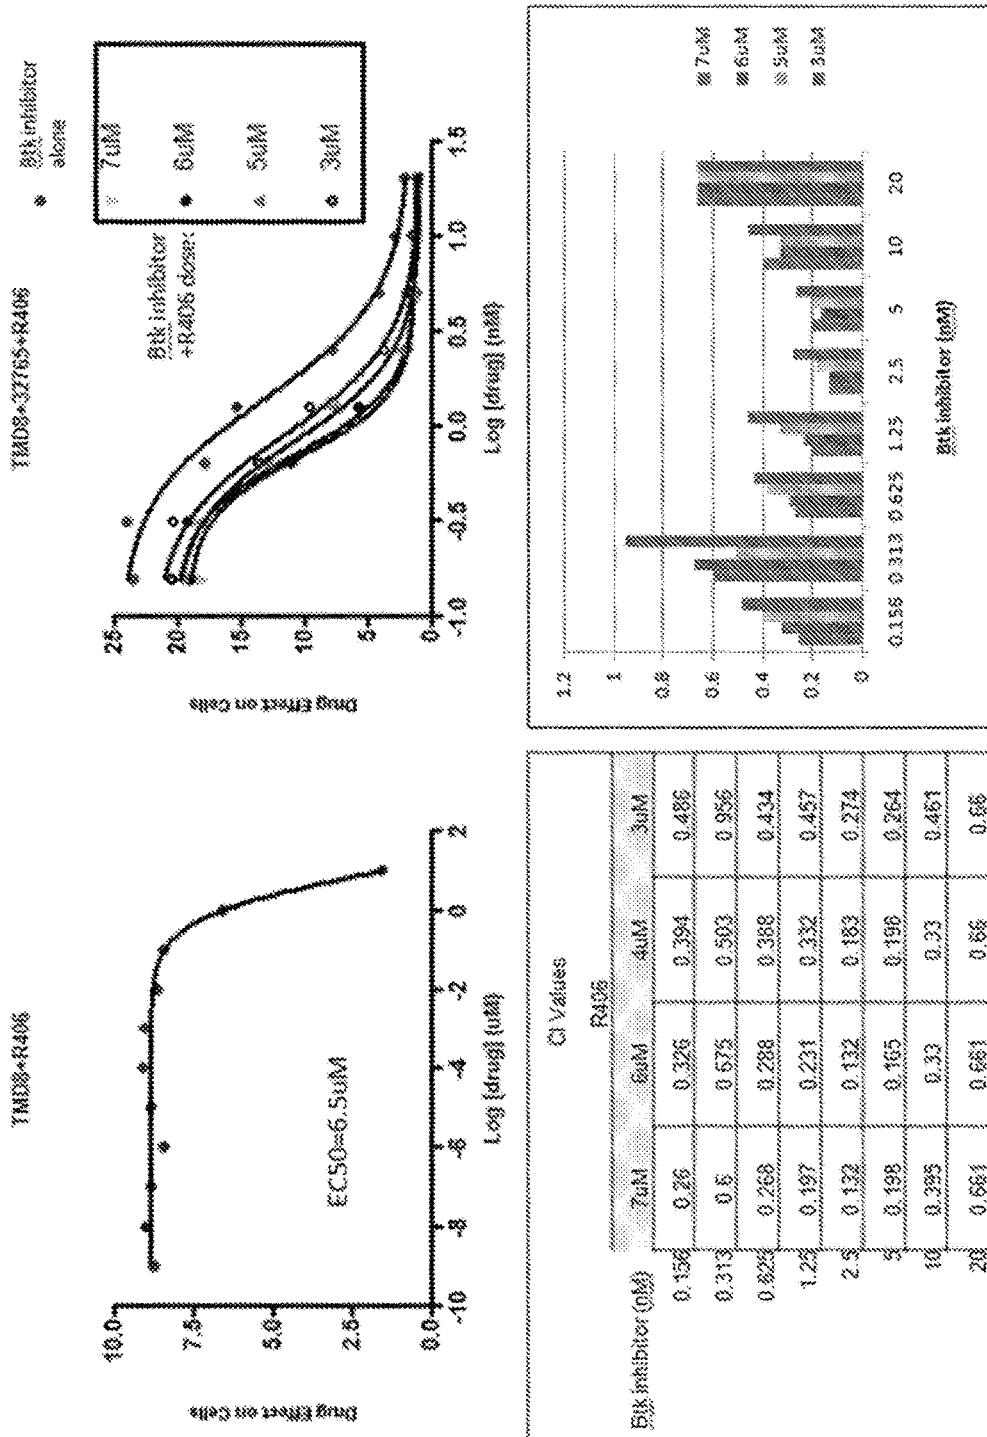 TMD8+R406
Drug Effect on Cells
10.0
7.5
5.0
2.5
0.0
EC50=6.5uM
-10
-8
-6
-4
-2
0
2
Log [drug] (uM)
TMD8+32765+R406
Drug Effect on Cells
25
20
15
10
5
0
-1.0
-0.5
0.0
0.5
1.0
1.5
Log [drug] (nM)
Btk inhibitor
alone
Btk inhibitor
+R406 dose:
7uM
6uM
5uM
3uM
CI Values
R406
Btk inhibitor (nM) 7uM 6uM 4uM 3uM
0.156 0.26 0.326 0.394 0.486
0.313 0.6 0.675 0.503 0.956
0.625 0.268 0.288 0.368 0.434
1.25 0.197 0.231 0.332 0.457
2.5 0.132 0.132 0.183 0.274
5 0.198 0.165 0.198 0.264
10 0.395 0.33 0.33 0.461
20 0.661 0.661 0.66 0.66
1.2
1
0.8
0.6
0.4
0.2
0
0.156 0.313 0.625 1.25 2.5 5 10 20
Btk inhibitor (nM)
7uM
6uM
5uM
3uM